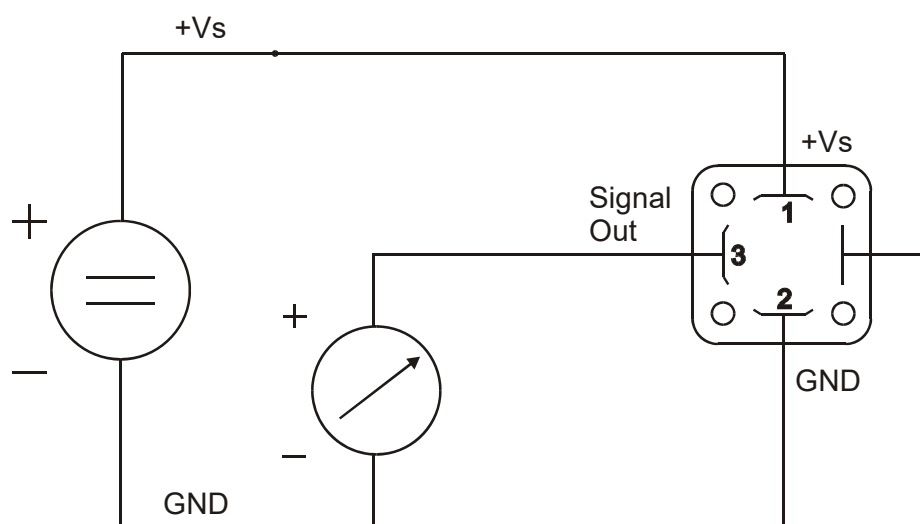 +Vs
+Vs
Signal
Out
1
3
2
+
–
+
–
GND
GND